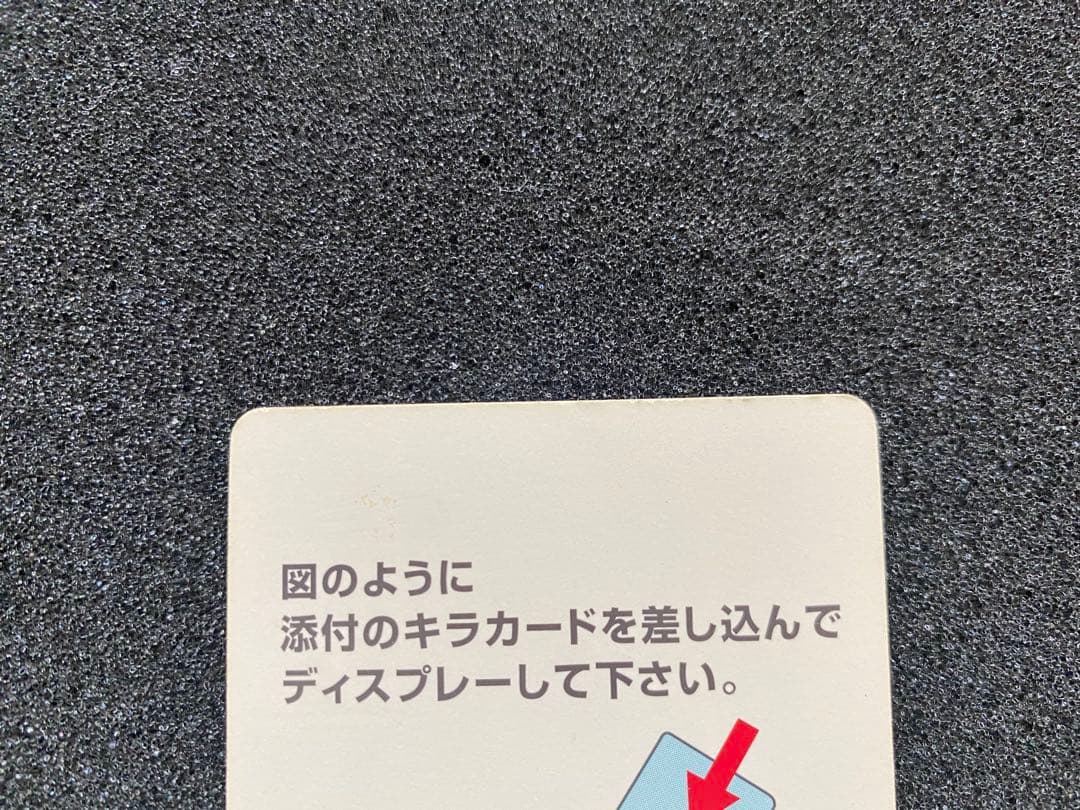 図のように
添付のキラカードを差し込んで
ディスプレーして下さい。